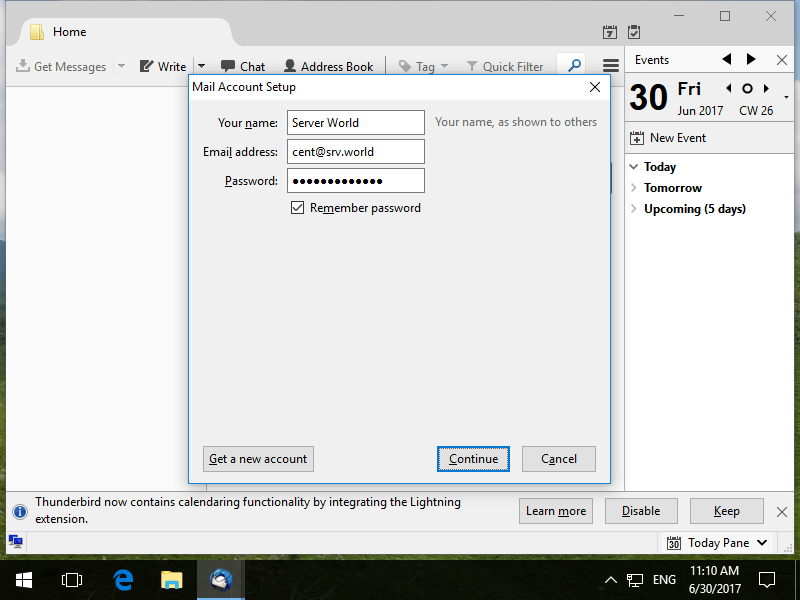 Home
7
Get Messages
Write
Chat
Address Book
Tag
Quick Filter
Events
Mail Account Setup
Your name:
Server World
Your name, as shown to others
Email address:
cent@srv.world
Password:
Remember password
Get a new account
Continue
Cancel
30
Fri
Jun 2017
CW 26
New Event
Today
Tomorrow
Upcoming (5 days)
Thunderbird now contains calendaring functionality by integrating the Lightning
extension.
Learn more
Disable
Keep
30
Today Pane
ENG
11:10 AM
6/30/2017